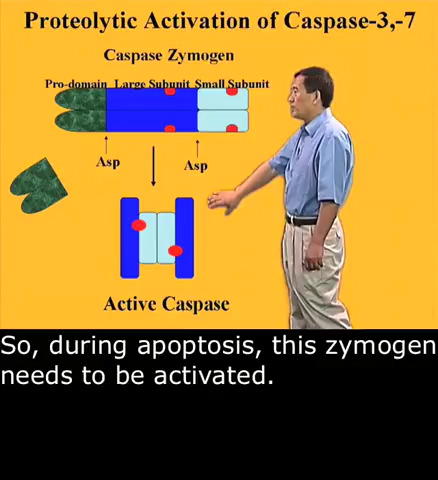 Proteolytic Activation of Caspase-3,-7
Caspase Zymogen
Pro-domain Large Subunit Small Subunit
Asp Asp
Active Caspase
So, during apoptosis, this zymogen
needs to be activated.